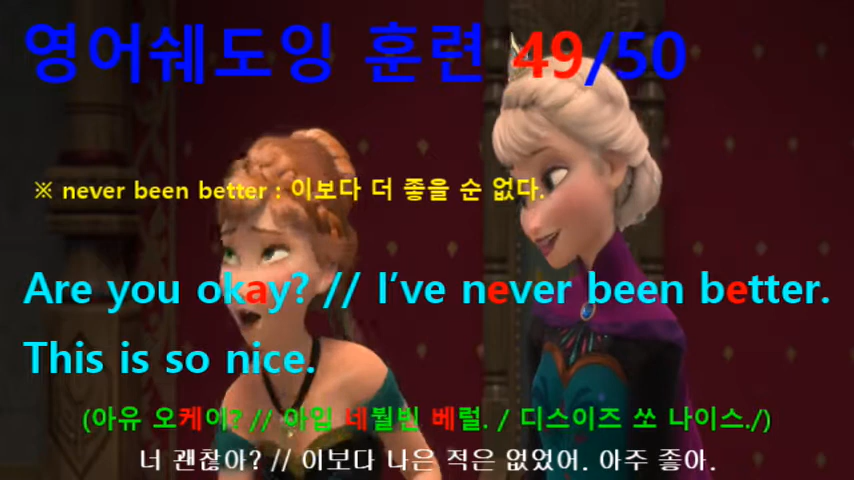 영어쉐도잉 훈련 49/50
※ never been better : 이보다 더 좋을 순 없다.
Are you okay? // I've never been better.
This is so nice.
(아유 오케이? // 아입 네붤빈 베럴. / 디스이즈 쏘 나이스./)
너 괜찮아? // 이보다 나은 적은 없었어. 아주 좋아.